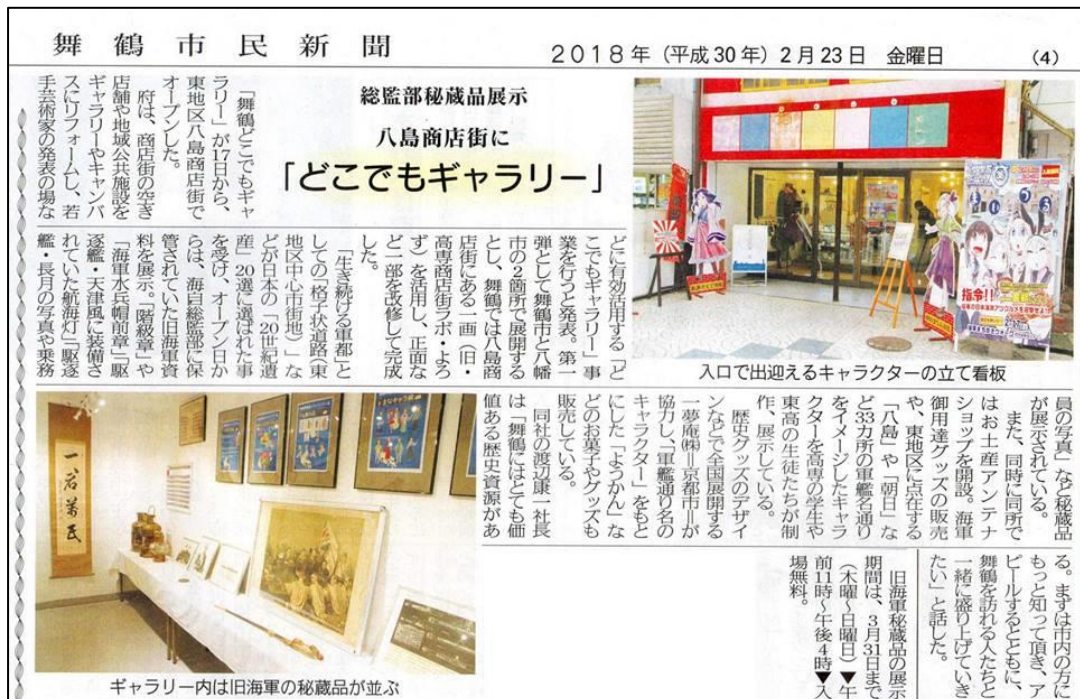 舞鶴市民新聞
2018年（平成30年）2月23日　金曜日
(4)
総監部秘蔵品展示
八島商店街に
「どこでもギャラリー」
「舞鶴どこでもギャ
ラリー」が17日から、
東地区八島商店街で
オープンした。
府は、商店街の空き
店舗や地域公共施設を
ギャラリーやキャンバ
スにリフォームし、若
手芸術家の発表の場な
どに有効活用する「ど
こでもギャラリー」事
業を行うと発表。第一
弾として舞鶴市と八幡
市の2箇所で展開する
とし、舞鶴では八島商
店街にある一画（旧・
高専商店街ラボ・よろ
ず）を活用し、正面な
ど一部を改修して完成
した。
「生き続ける軍都」と
しての「格子状道路（東
地区中心市街地）」な
どが日本の「20世紀遺
産」20選に選ばれた事
を受け、オープン日か
らは、海自総監部に保
管されていた旧海軍資
料を展示。「階級章」や
「海軍水兵帽前章」「駆
逐艦・天津風に装備さ
れていた航海灯」「駆逐
艦・長月の写真や乗務
員の写真」など秘蔵品
が展示されている。
また、同時に同所で
はお土産アンテナ
ショップを開設。海軍
御用達グッズの販売
や、東地区に点在する
「八島」や「朝日」な
ど33カ所の軍艦名通り
をイメージしたキャラ
クターを高専の学生や
東高の生徒たちが制
作、展示している。
歴史グッズのデザイ
ンなどで全国展開する
一夢庵㈱＝京都市＝が
協力し、「軍艦通り名の
キャラクター」をもと
にした「ようかん」な
どのお菓子やグッズも
販売している。
同社の渡辺康一社長
は「舞鶴にはとても価
値ある歴史資源があ
る。まずは市内の方に
もっと知って頂き、ア
ピールするとともに、
舞鶴を訪れる人たちと
一緒に盛り上げていき
たい」と話した。
旧海軍秘蔵品の展示
期間は、3月31日まで
（木曜～日曜日）▼午
前11時～午後4時▼入
場無料。
入口で出迎えるキャラクターの立て看板
まいづる
指令!!
一君萬民
ギャラリー内は旧海軍の秘蔵品が並ぶ